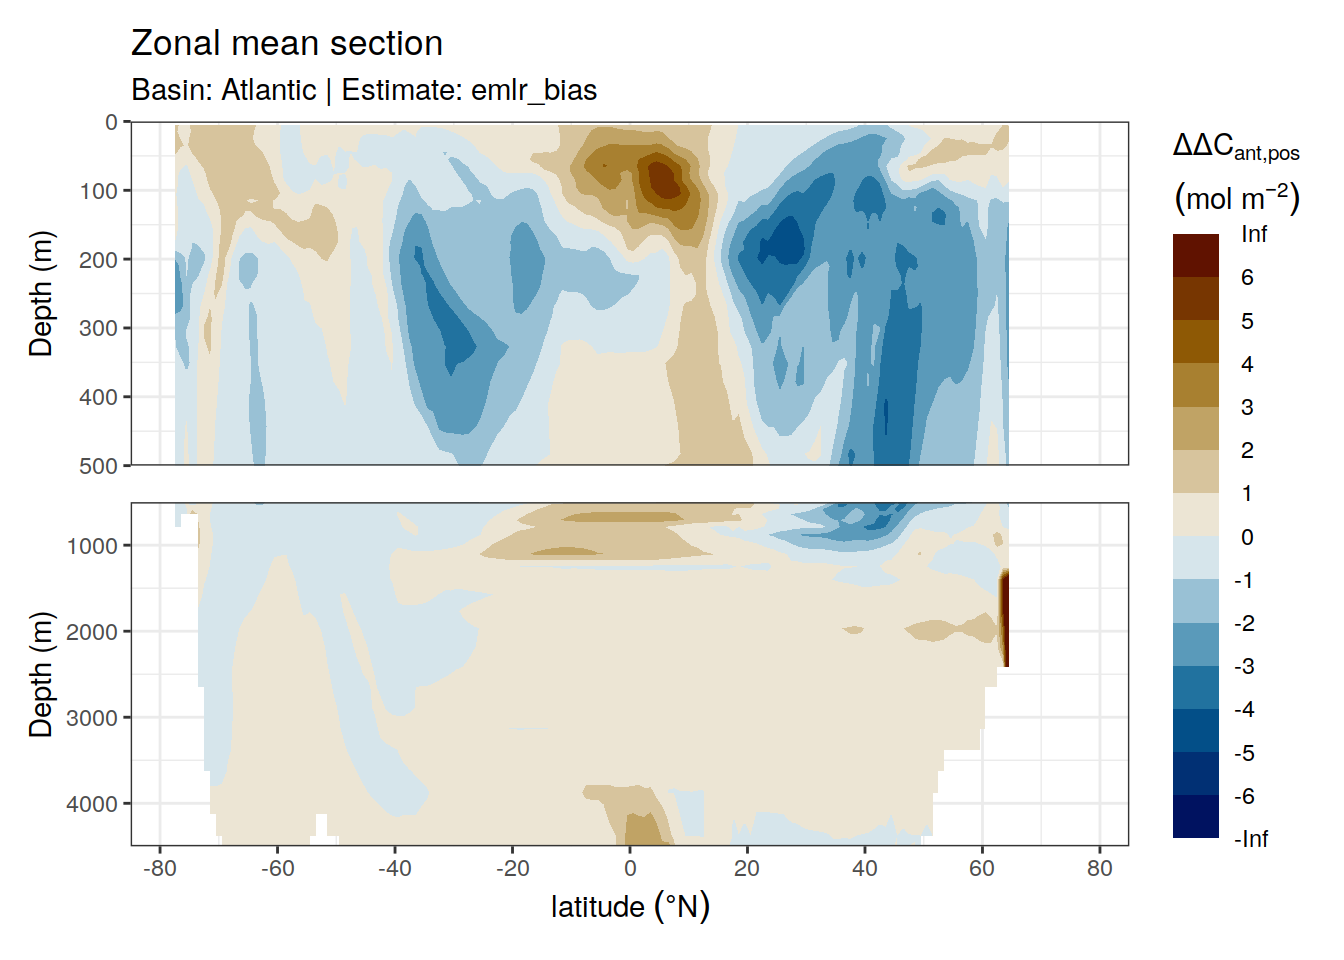 Zonal mean section
Basin: Atlantic | Estimate: emlr_bias
0
100
200
300
400
500
Depth (m)
1000
2000
3000
4000
Depth (m)
-80 -60 -40 -20 0 20 40 60 80
latitude (°N)
ΔΔCant,pos
(mol m−2)
Inf
6
5
4
3
2
1
0
-1
-2
-3
-4
-5
-6
-Inf